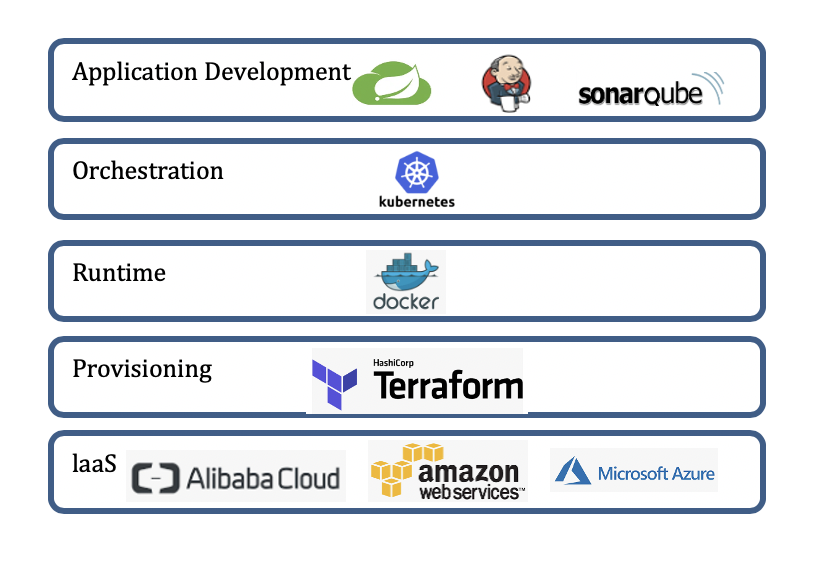 Application Development
sonarqube
Orchestration
kubernetes
Runtime
docker
Provisioning
HashiCorp
Terraform
IaaS
Alibaba Cloud
amazon
web services™
Microsoft Azure